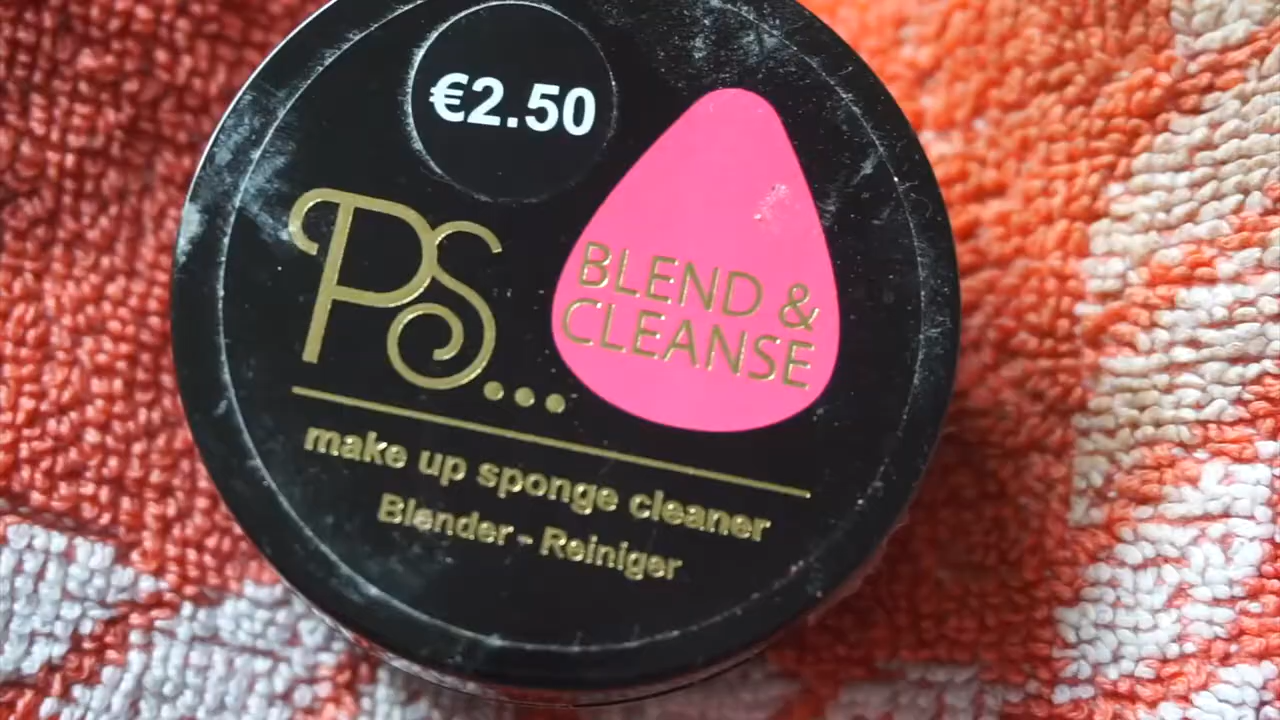 €2.50
PS...
BLEND &
CLEANSE
make up sponge cleaner
Blender - Reiniger